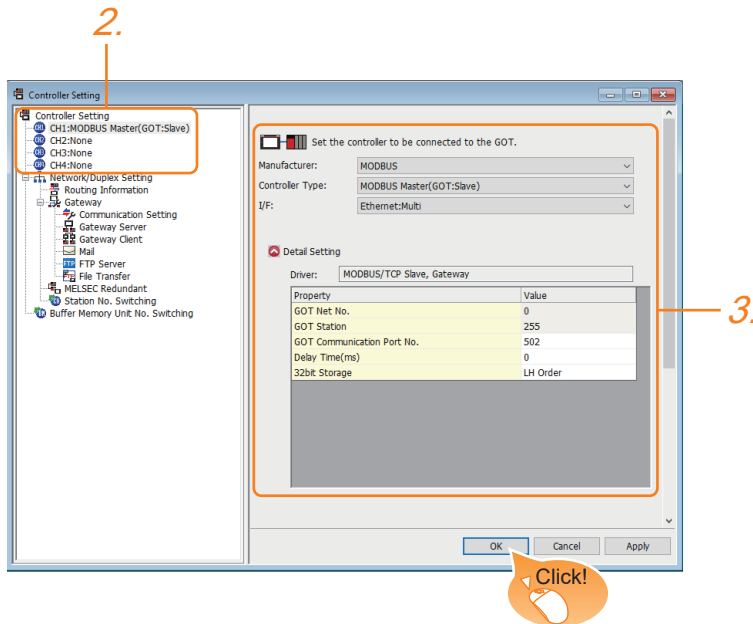 2.
Controller Setting
Controller Setting
CH1:MODBUS Master(GOT:Slave)
CH2:None
CH3:None
CH4:None
Network/Duplex Setting
Routing Information
Gateway
Communication Setting
Gateway Server
Gateway Client
Mail
FTP Server
File Transfer
MELSEC Redundant
Station No. Switching
Buffer Memory Unit No. Switching
Set the controller to be connected to the GOT.
Manufacturer: MODBUS
Controller Type: MODBUS Master(GOT:Slave)
I/F: Ethernet:Multi
Detail Setting
Driver: MODBUS/TCP Slave, Gateway
Property Value
GOT Net No. 0
GOT Station 255
GOT Communication Port No. 502
Delay Time(ms) 0
32bit Storage LH Order
3.
OK Cancel Apply
Click!